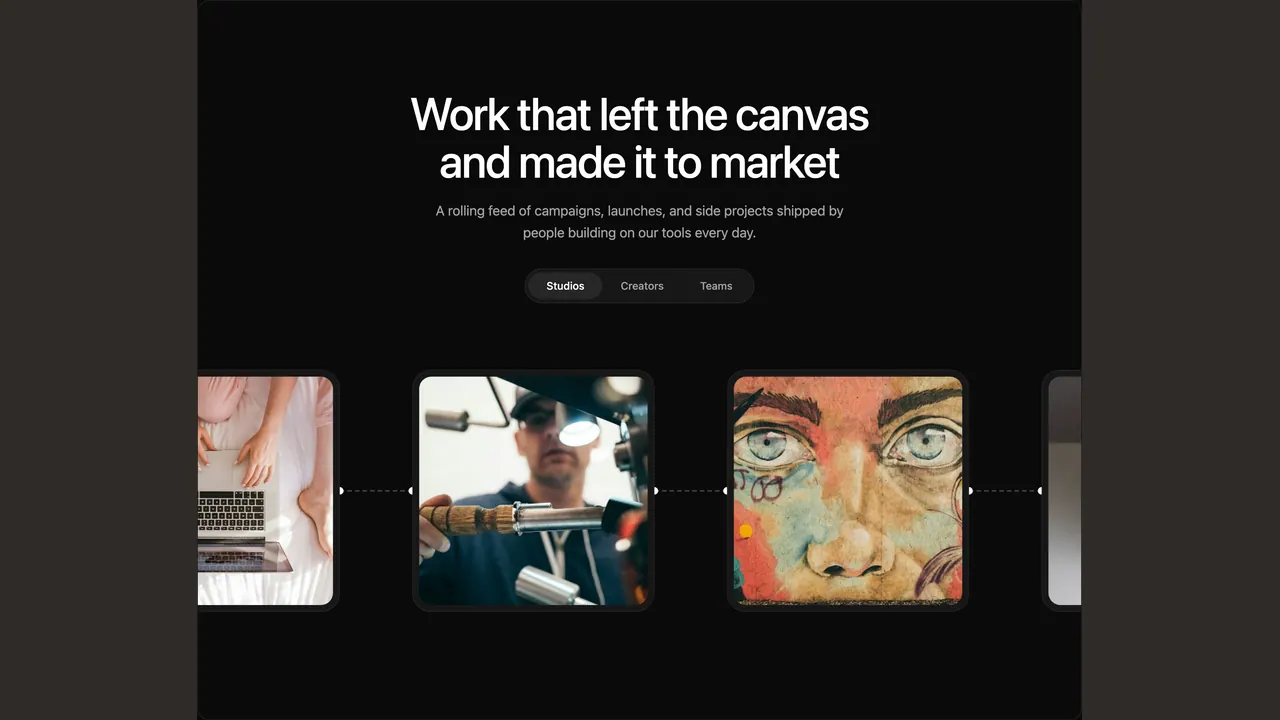 Work that left the canvas
and made it to market
A rolling feed of campaigns, launches, and side projects shipped by
people building on our tools every day.
Studios
Creators
Teams